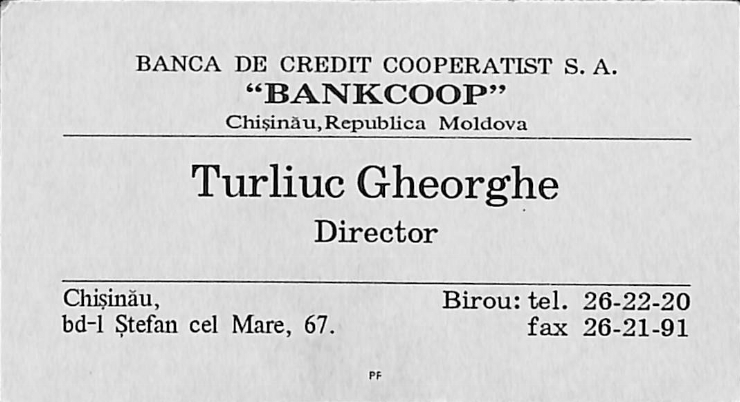 BANCA DE CREDIT COOPERATIST S. A.
“BANKCOOP”
Chişinău, Republica Moldova
Turliuc Gheorghe
Director
Chişinău,
bd-l Ştefan cel Mare, 67.
Birou: tel. 26-22-20
fax 26-21-91
PF